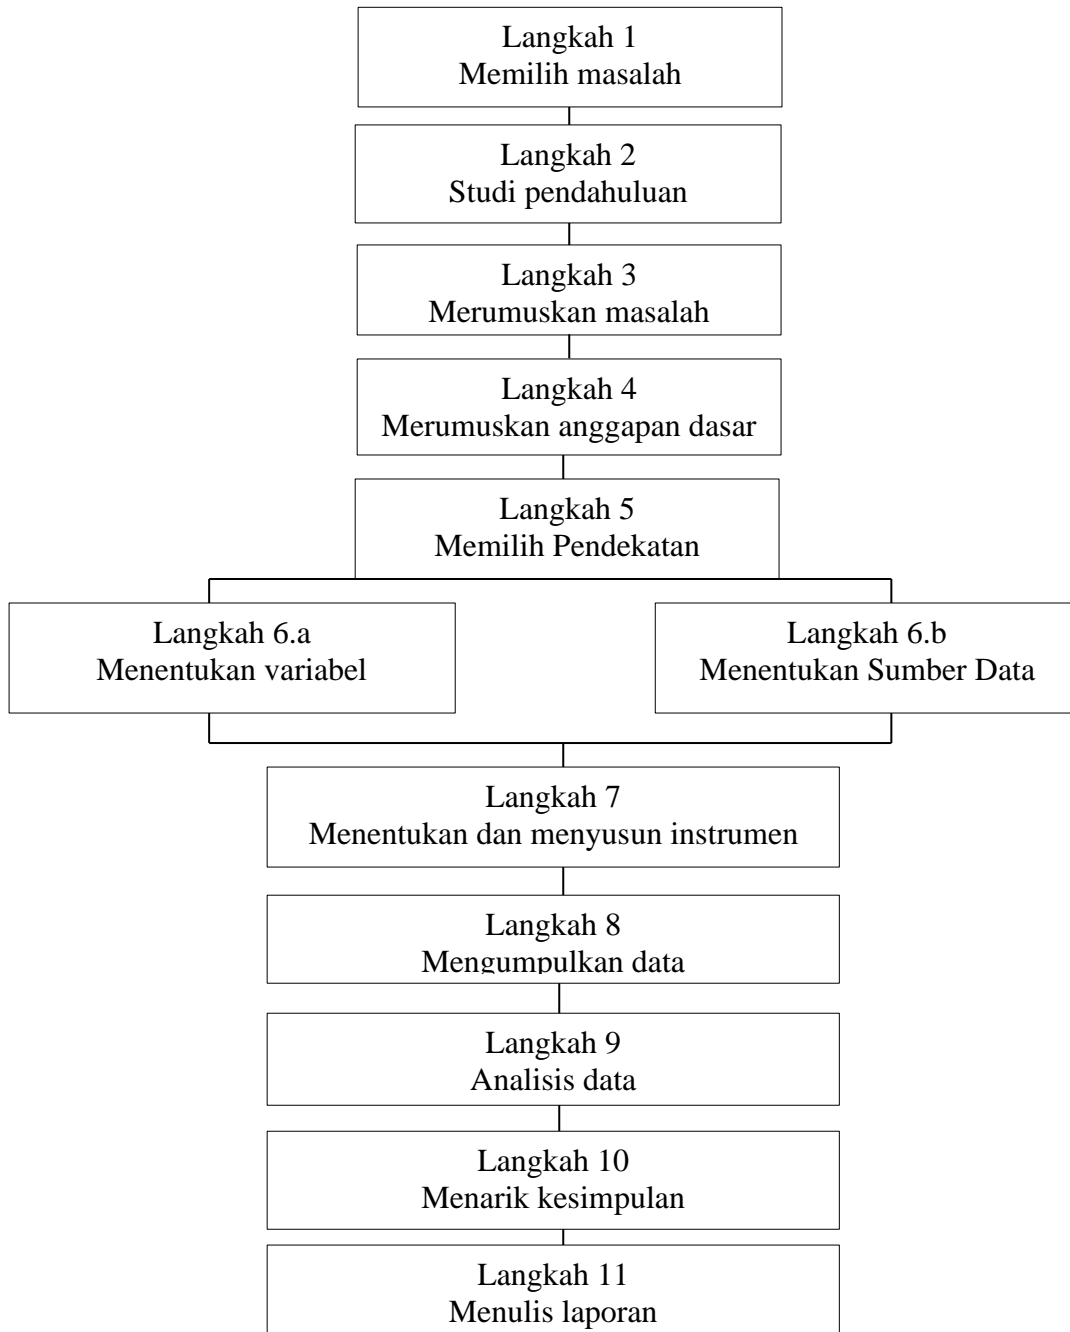 Langkah 1
Memilih masalah
Langkah 2
Studi pendahuluan
Langkah 3
Merumuskan masalah
Langkah 4
Merumuskan anggapan dasar
Langkah 5
Memilih Pendekatan
Langkah 6.a
Menentukan variabel
Langkah 6.b
Menentukan Sumber Data
Langkah 7
Menentukan dan menyusun instrumen
Langkah 8
Mengumpulkan data
Langkah 9
Analisis data
Langkah 10
Menarik kesimpulan
Langkah 11
Menulis laporan